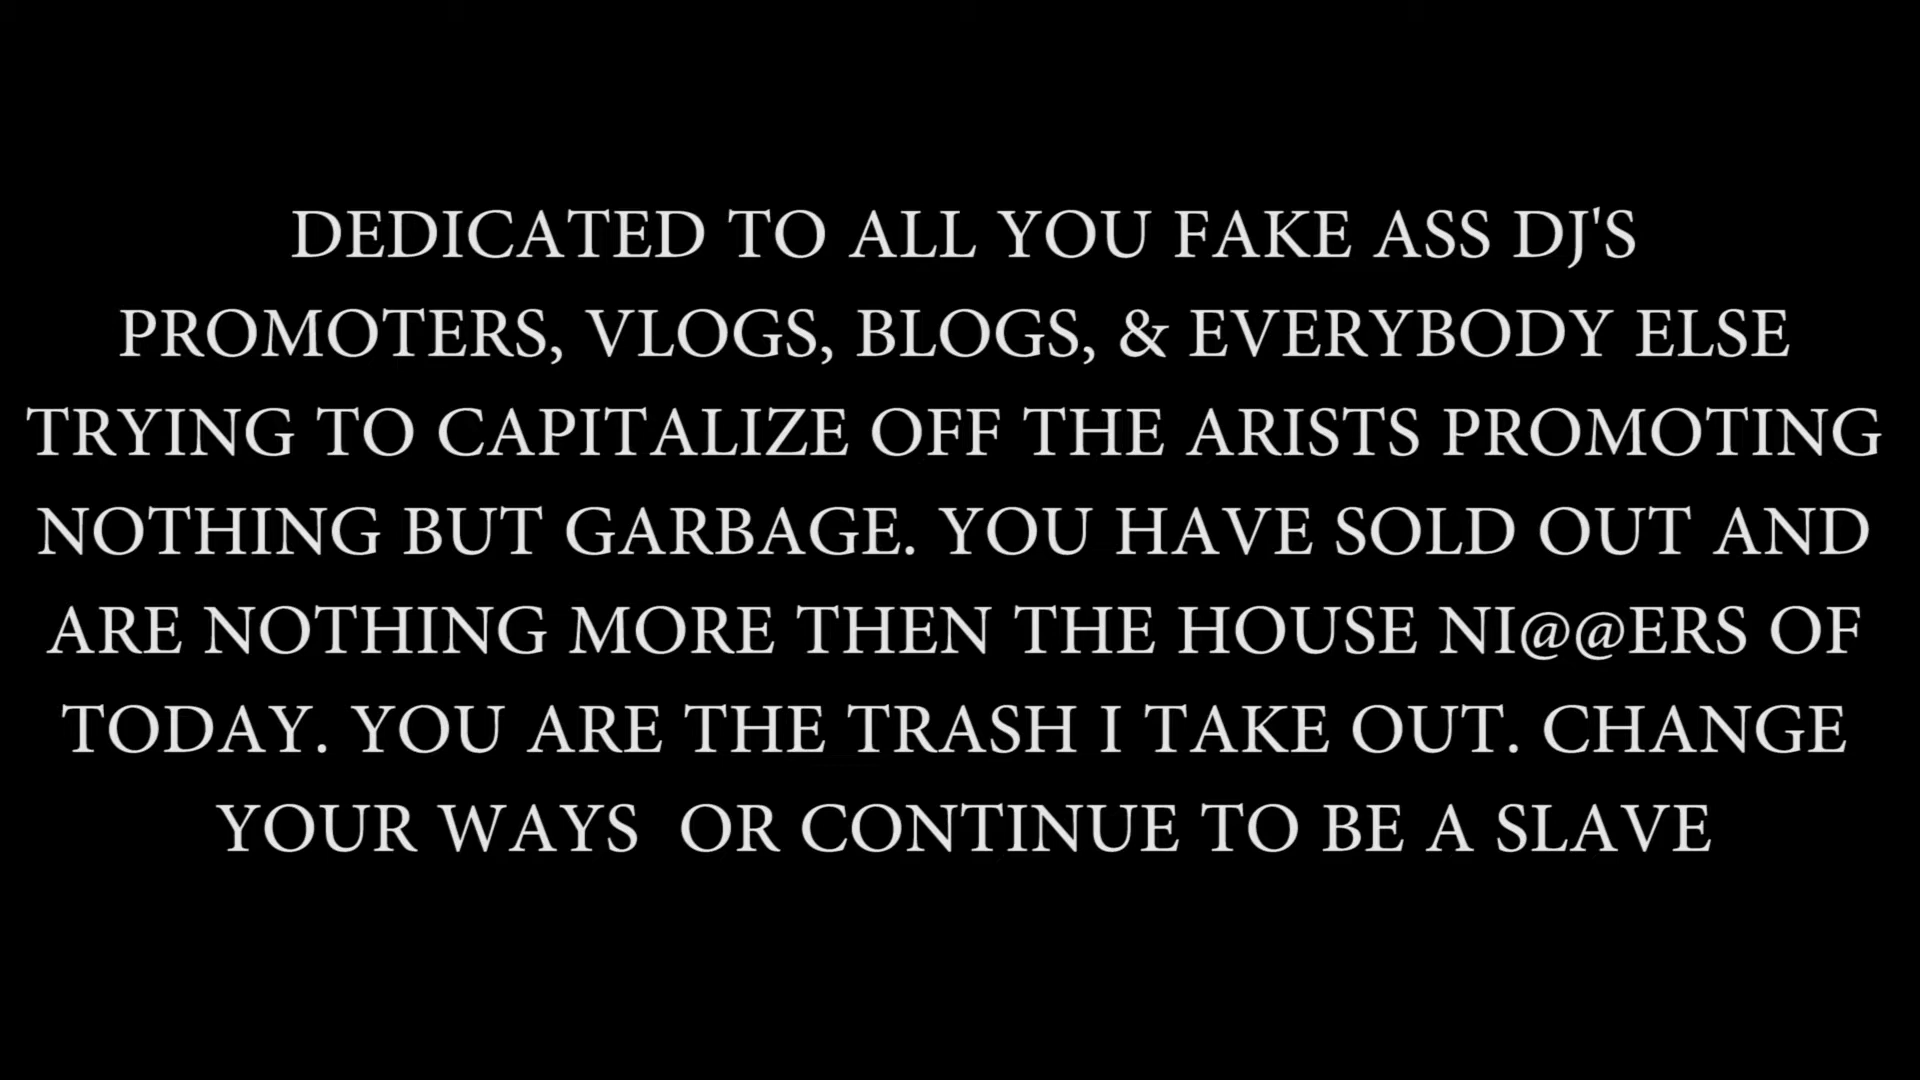 DEDICATED TO ALL YOU FAKE ASS DJ'S
PROMOTERS, VLOGS, BLOGS, & EVERYBODY ELSE
TRYING TO CAPITALIZE OFF THE ARISTS PROMOTING
NOTHING BUT GARBAGE. YOU HAVE SOLD OUT AND
ARE NOTHING MORE THEN THE HOUSE NI@@ERS OF
TODAY. YOU ARE THE TRASH I TAKE OUT. CHANGE
YOUR WAYS  OR CONTINUE TO BE A SLAVE